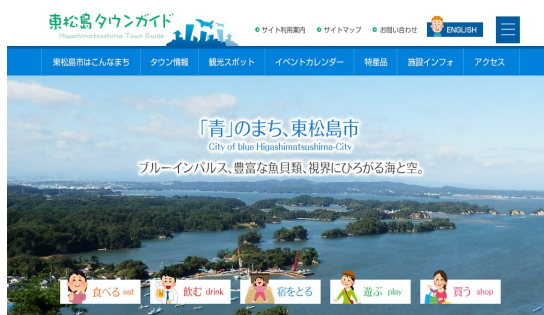 東松島タウンガイド
Higashimatsushima Town Guide
サイト利用案内 サイトマップ お問い合わせ ENGLISH
東松島市はこんなまち タウン情報 観光スポット イベントカレンダー 特産品 施設インフォ アクセス
「青」のまち、東松島市
City of blue Higashimatsushima-City
ブルーインパルス、豊富な魚貝類、視界にひろがる海と空。
食べる eat 飲む drink 宿をとる 遊ぶ play 買う shop